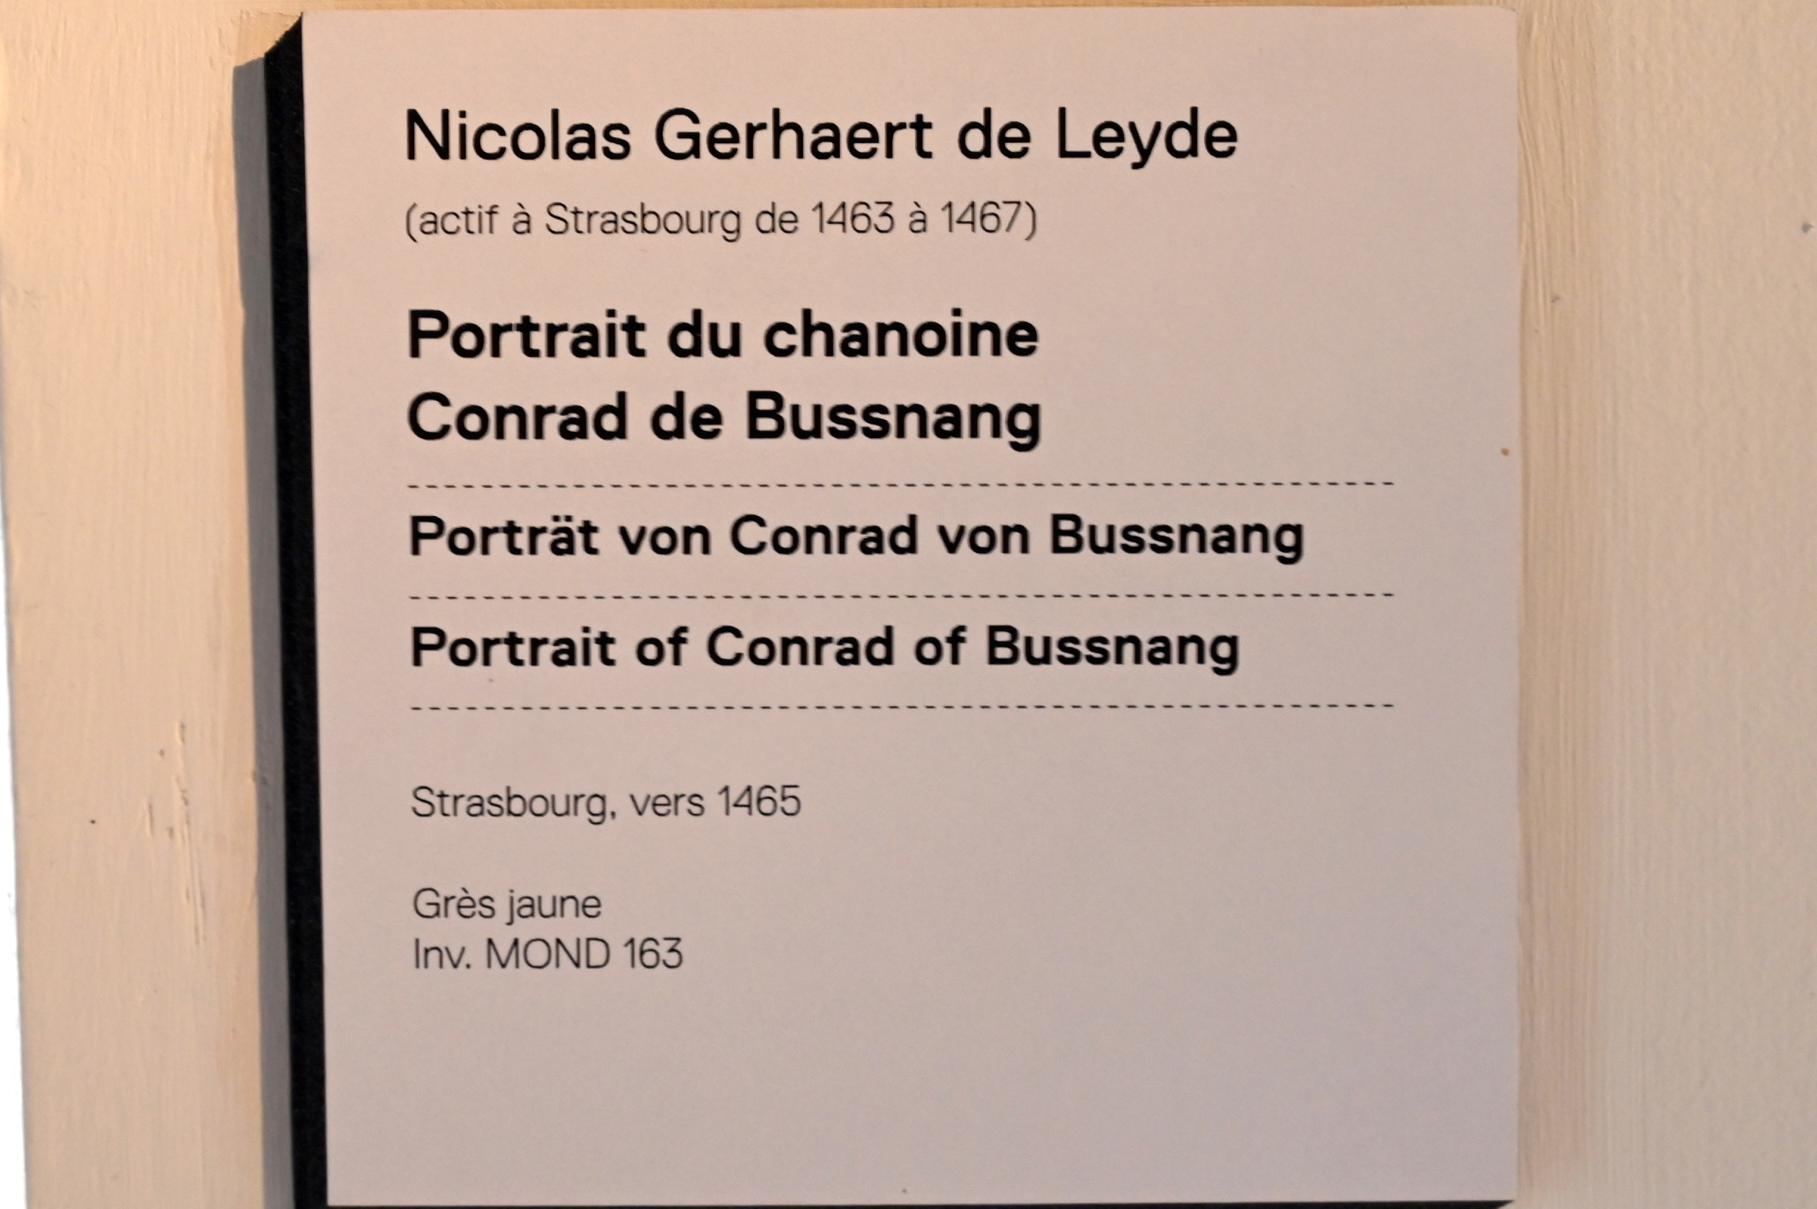 Nicolas Gerhaert de Leyde
(actif à Strasbourg de 1463 à 1467)
Portrait du chanoine
Conrad de Bussnang
Porträt von Conrad von Bussnang
Portrait of Conrad of Bussnang
Strasbourg, vers 1465
Grès jaune
Inv. MOND 163